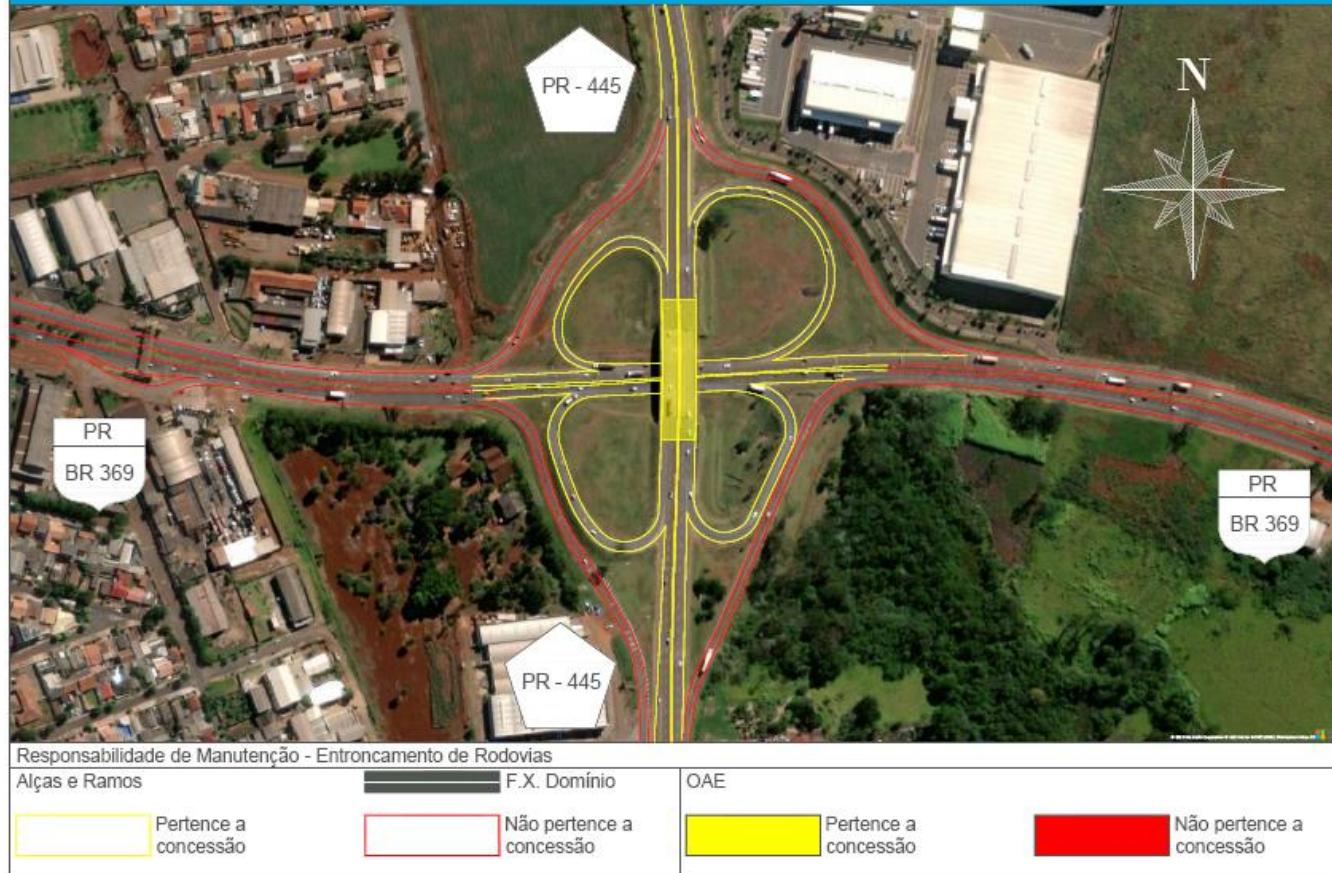 PR - 445
N
PR
BR 369
PR
BR 369
PR - 445
Responsabilidade de Manutenção - Entroncamento de Rodovias
Alças e Ramos
F.X. Domínio
OAE
Pertence a
concessão
Não pertence a
concessão
Pertence a
concessão
Não pertence a
concessão